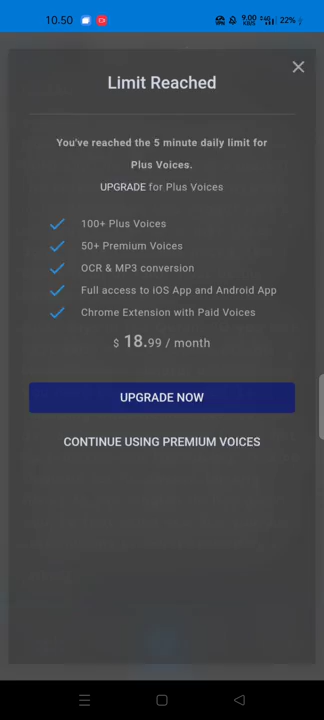 10.50 9.00 KB/S 22%
Limit Reached
You've reached the 5 minute daily limit for
Plus Voices.
UPGRADE for Plus Voices
100+ Plus Voices
50+ Premium Voices
OCR & MP3 conversion
Full access to iOS App and Android App
Chrome Extension with Paid Voices
$ 18.99 / month
UPGRADE NOW
CONTINUE USING PREMIUM VOICES